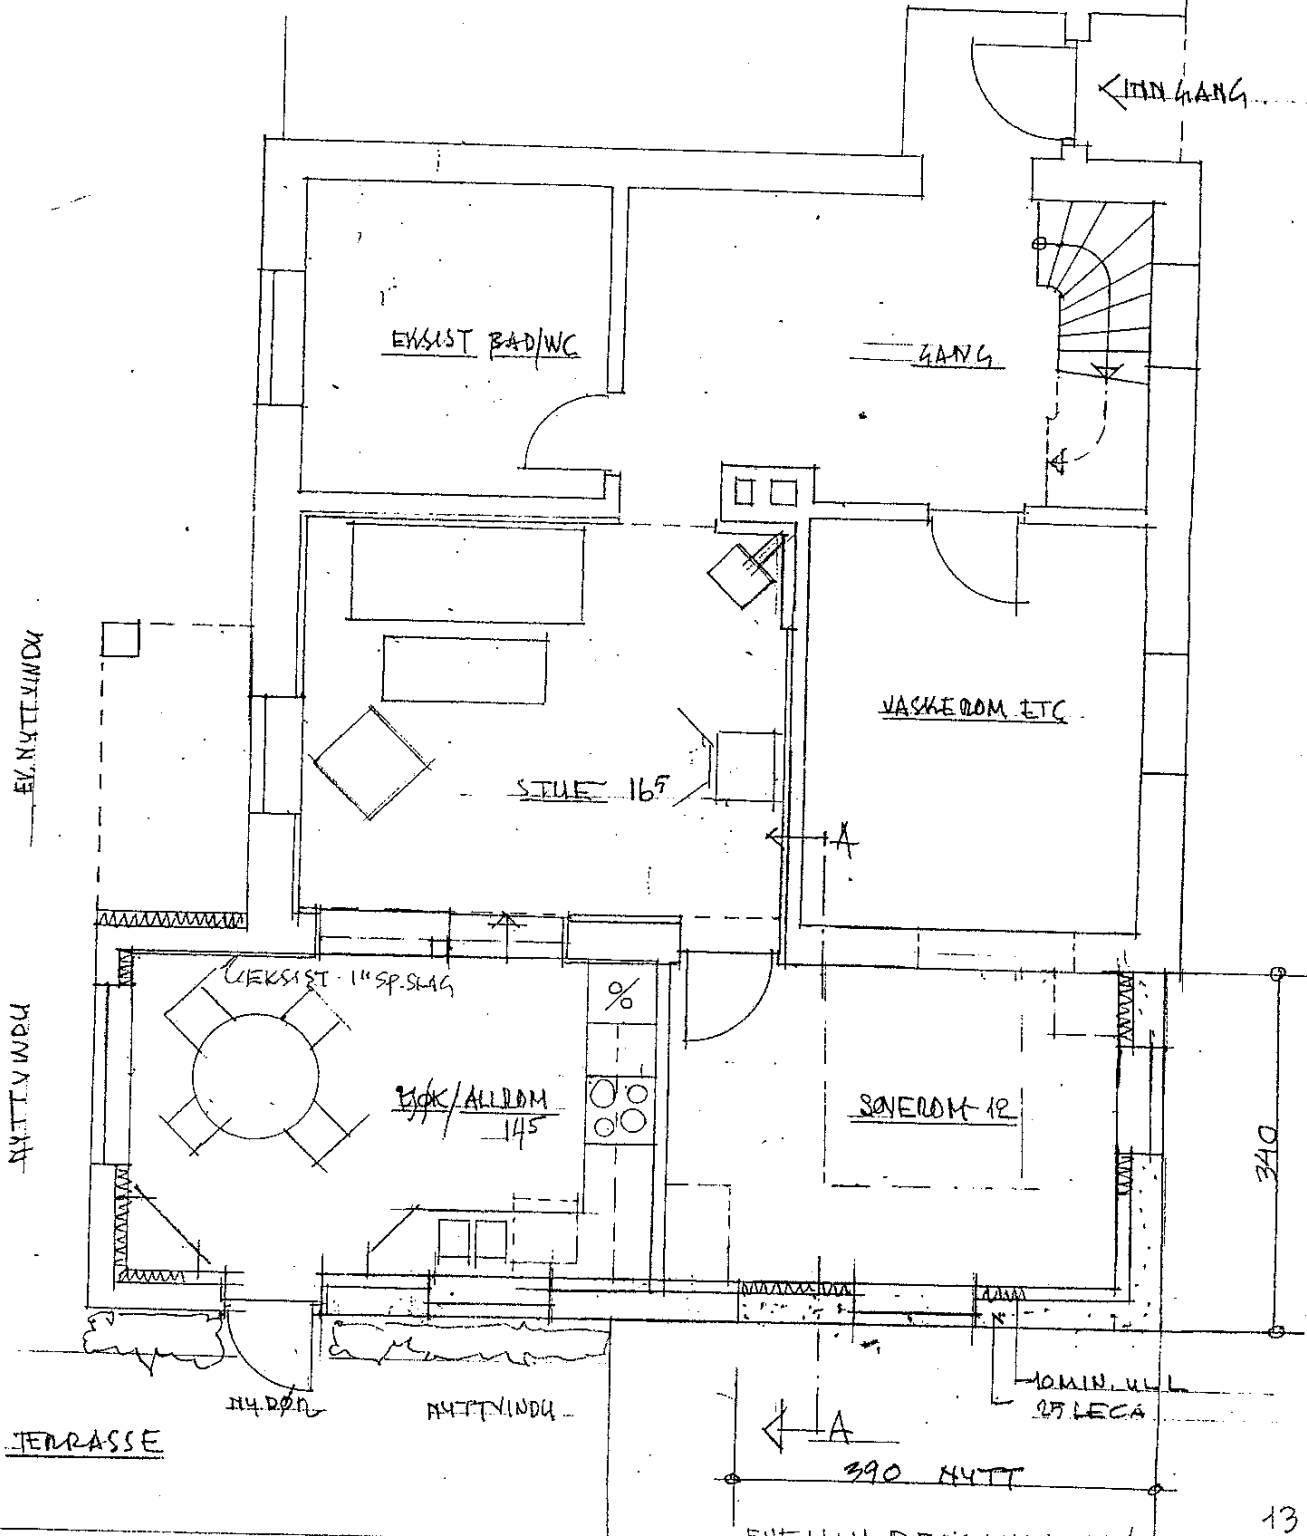 INNGANG
EKSIST BAD/WC
GANG
EV. NYTT VINDU
VASKEROM ETC
STUE 16⁵
A
EKSIST. 1" SP.SLAG
NYTT VINDU
KJØK/ALLROM
14⁵
SOVEROM 12
340
10 MIN. ULL
25 LECA
NY DØR
NYTT VINDU
A
TERRASSE
390 NYTT
13